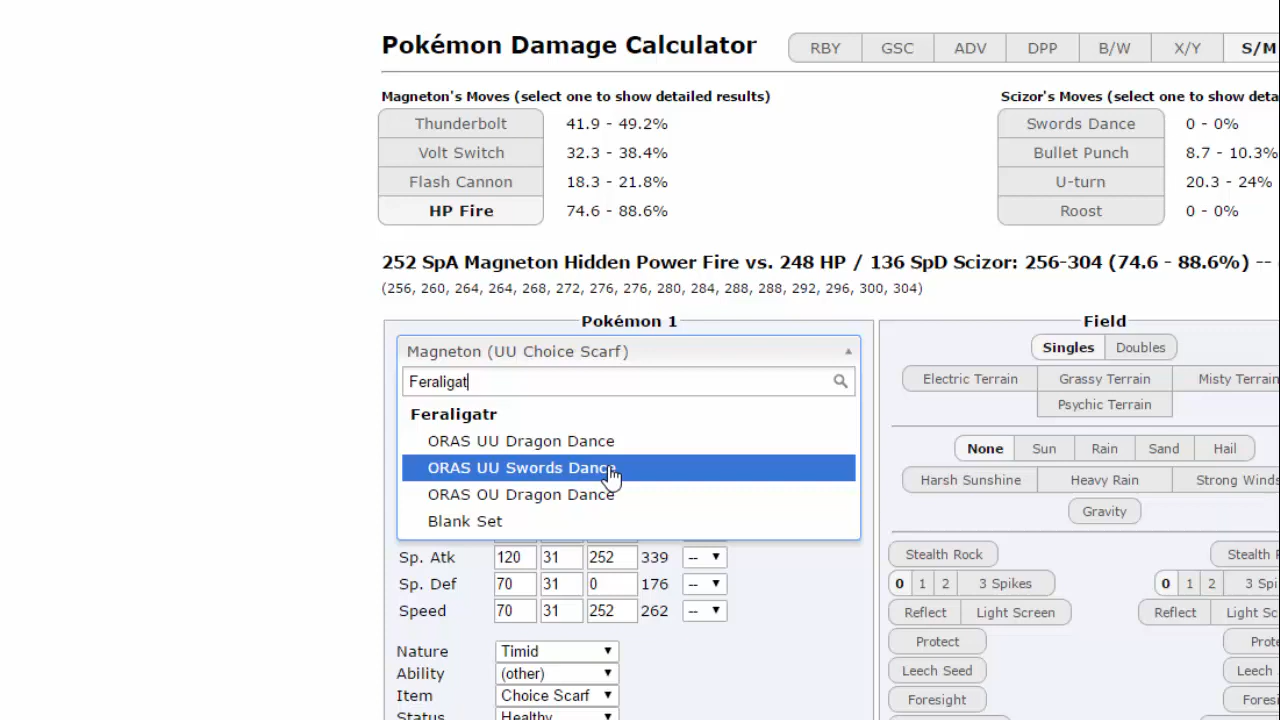 Pokémon Damage Calculator RBY GSC ADV DPP B/W X/Y S/M
Magneton's Moves (select one to show detailed results) Scizor's Moves (select one to show deta
Thunderbolt 41.9 - 49.2% Swords Dance 0 - 0%
Volt Switch 32.3 - 38.4% Bullet Punch 8.7 - 10.3%
Flash Cannon 18.3 - 21.8% U-turn 20.3 - 24%
HP Fire 74.6 - 88.6% Roost 0 - 0%
252 SpA Magneton Hidden Power Fire vs. 248 HP / 136 SpD Scizor: 256-304 (74.6 - 88.6%) --
(256, 260, 264, 264, 268, 272, 276, 276, 280, 284, 288, 288, 292, 296, 300, 304)
Pokémon 1 Field
Magneton (UU Choice Scarf) Singles Doubles
Feraligat Electric Terrain Grassy Terrain Misty Terrain
Psychic Terrain
Feraligatr
ORAS UU Dragon Dance None Sun Rain Sand Hail
ORAS UU Swords Dance Harsh Sunshine Heavy Rain Strong Winds
ORAS OU Dragon Dance
Blank Set Gravity
Sp. Atk 120 31 252 339 -- Stealth Rock Stealth R
Sp. Def 70 31 0 176 -- 0 1 2 3 Spikes 0 1 2 3 Spi
Speed 70 31 252 262 -- Reflect Light Screen Reflect Light Sc
Nature Timid Protect Prote
Ability (other) Leech Seed Leech
Item Choice Scarf Foresight Fores
Status Healthy